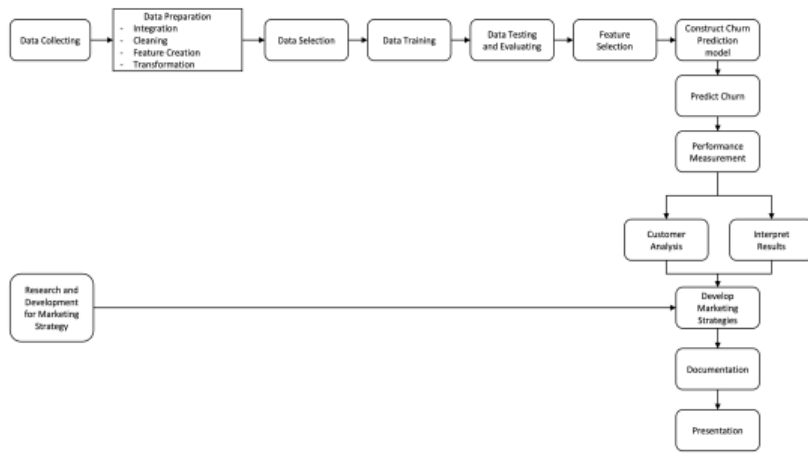 Data Collecting
Data Preparation
- Integration
- Cleaning
- Feature Creation
- Transformation
Data Selection
Data Training
Data Testing
and Evaluating
Feature
Selection
Construct Churn
Prediction
model
Predict Churn
Performance
Measurement
Customer
Analysis
Interpret
Results
Research and
Development
for Marketing
Strategy
Develop
Marketing
Strategies
Documentation
Presentation